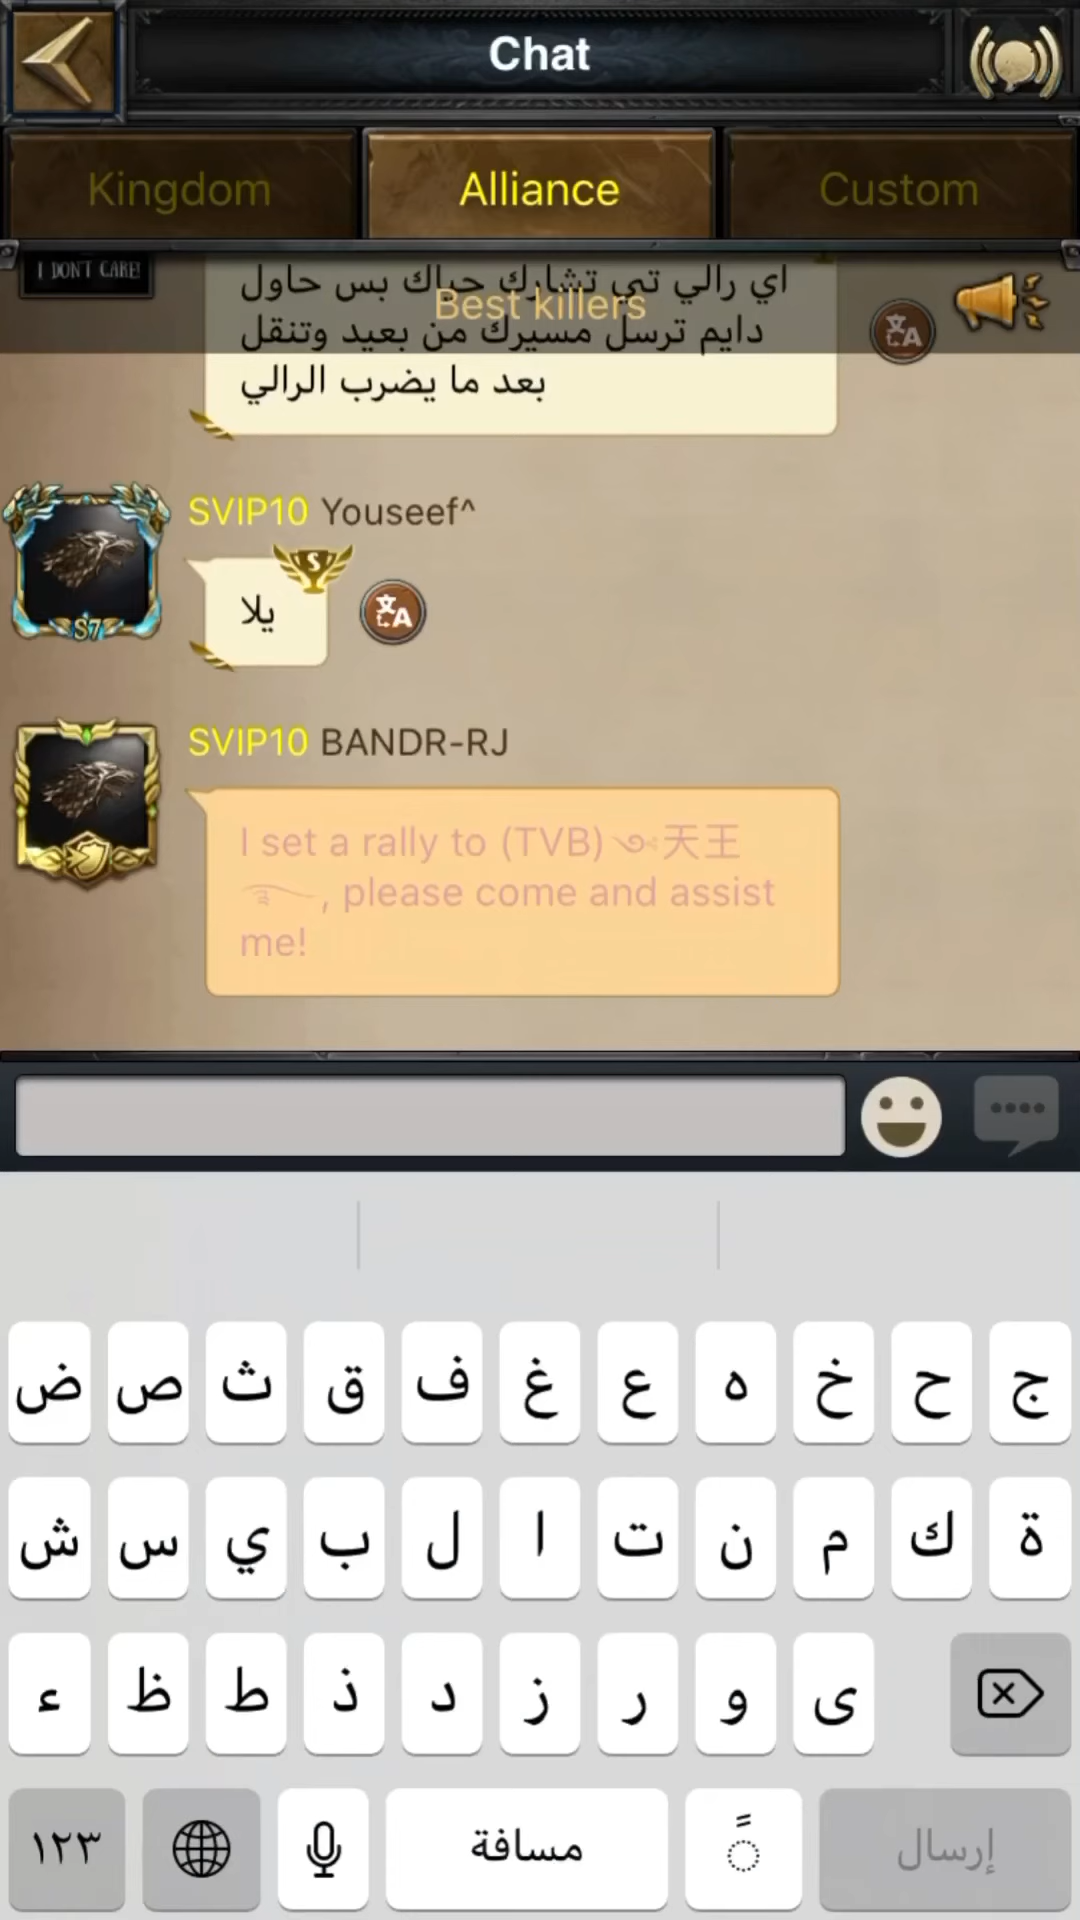 Chat
Kingdom
Alliance
Custom
I DON'T CARE!
Best killers
اي رالي تي تشارك حياك بس حاول
دايم ترسل مسيرك من بعيد وتنقل
بعد ما يضرب الرالي
SVIP10 Youseef^
S
يلا
S7
SVIP10 BANDR-RJ
I set a rally to (TVB)࿐天王
࿐, please come and assist
me!
ض ص ث ق ف غ ع ه خ ح ج
ش س ي ب ل ا ت ن م ك ة
ء ظ ط ذ د ز ر و ى
١٢٣
مسافة
إرسال